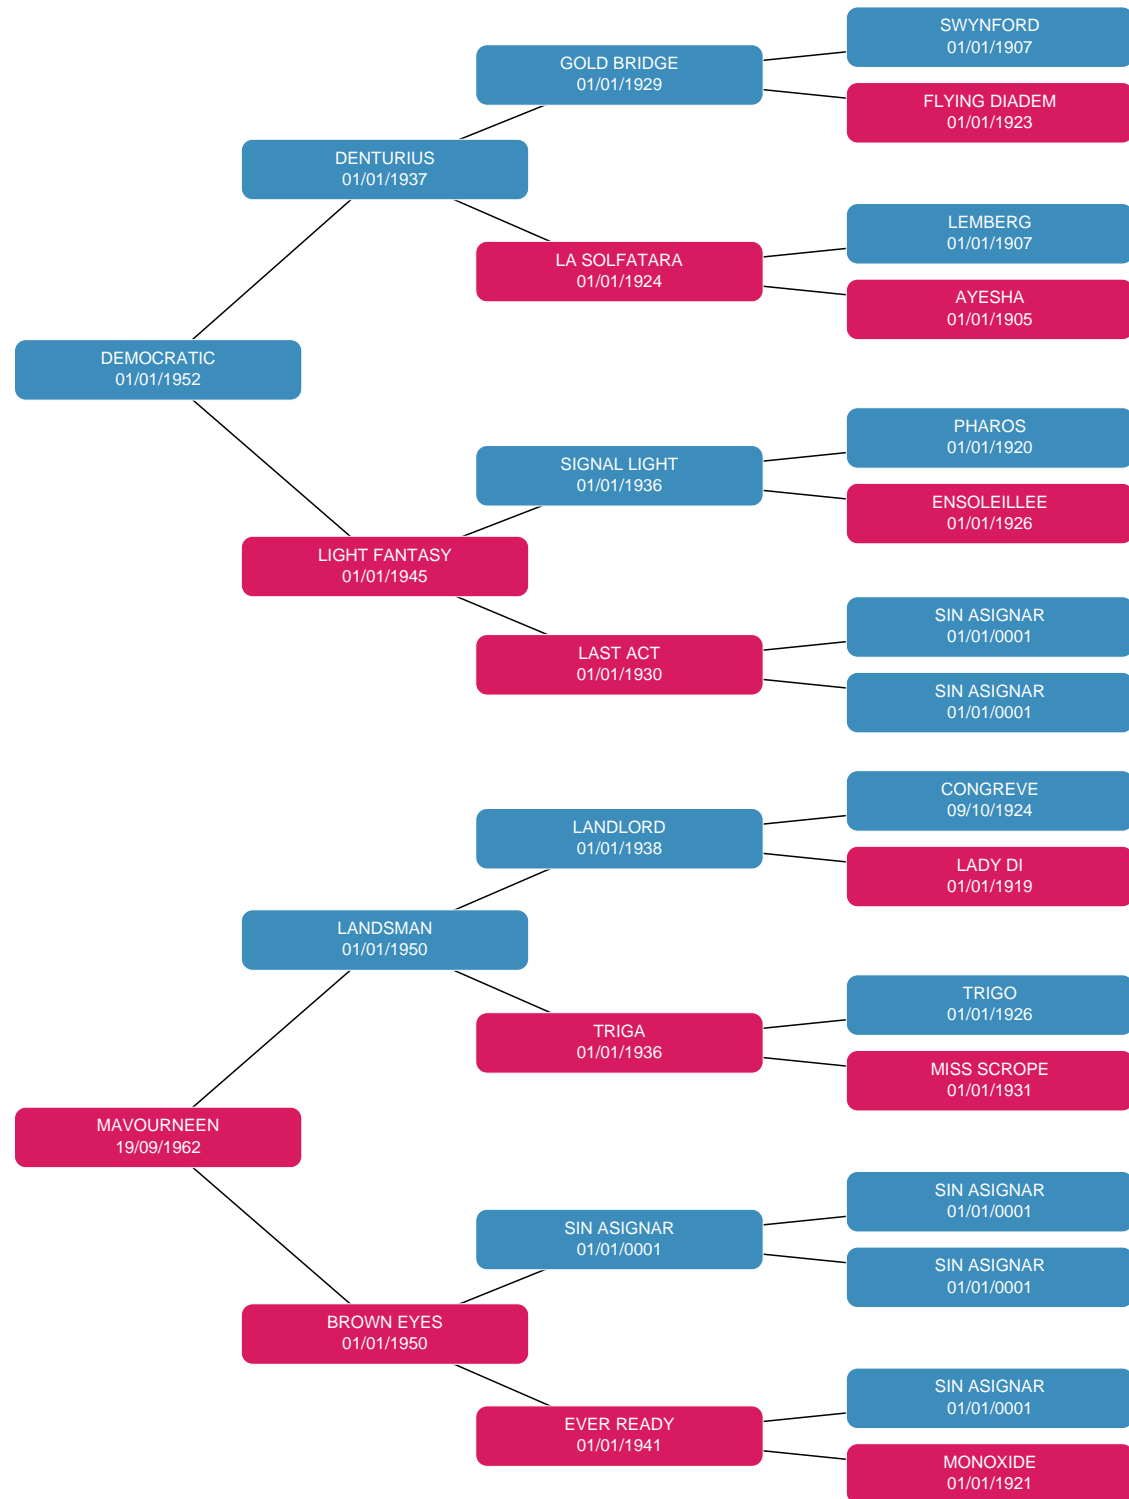 SWYNFORD
01/01/1907
GOLD BRIDGE
01/01/1929
FLYING DIADEM
01/01/1923
DENTURIUS
01/01/1937
LEMBERG
01/01/1907
LA SOLFATARA
01/01/1924
AYESHA
01/01/1905
DEMOCRATIC
01/01/1952
PHAROS
01/01/1920
SIGNAL LIGHT
01/01/1936
ENSOLEILLEE
01/01/1926
LIGHT FANTASY
01/01/1945
SIN ASIGNAR
01/01/0001
LAST ACT
01/01/1930
SIN ASIGNAR
01/01/0001
CONGREVE
09/10/1924
LANDLORD
01/01/1938
LADY DI
01/01/1919
LANDSMAN
01/01/1950
TRIGO
01/01/1926
TRIGA
01/01/1936
MISS SCROPE
01/01/1931
MAVOURNEEN
19/09/1962
SIN ASIGNAR
01/01/0001
SIN ASIGNAR
01/01/0001
SIN ASIGNAR
01/01/0001
BROWN EYES
01/01/1950
SIN ASIGNAR
01/01/0001
EVER READY
01/01/1941
MONOXIDE
01/01/1921